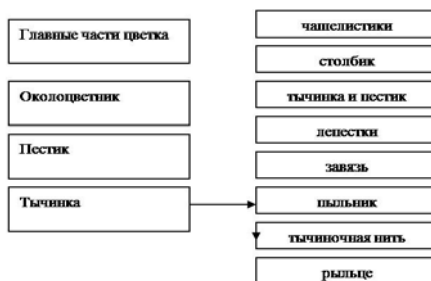 Главные части цветка
Околоцветник
Пестик
Тычинка
чашелистики
столбик
тычинка и пестик
лепестки
завязь
пыльник
тычиночная нить
рыльце